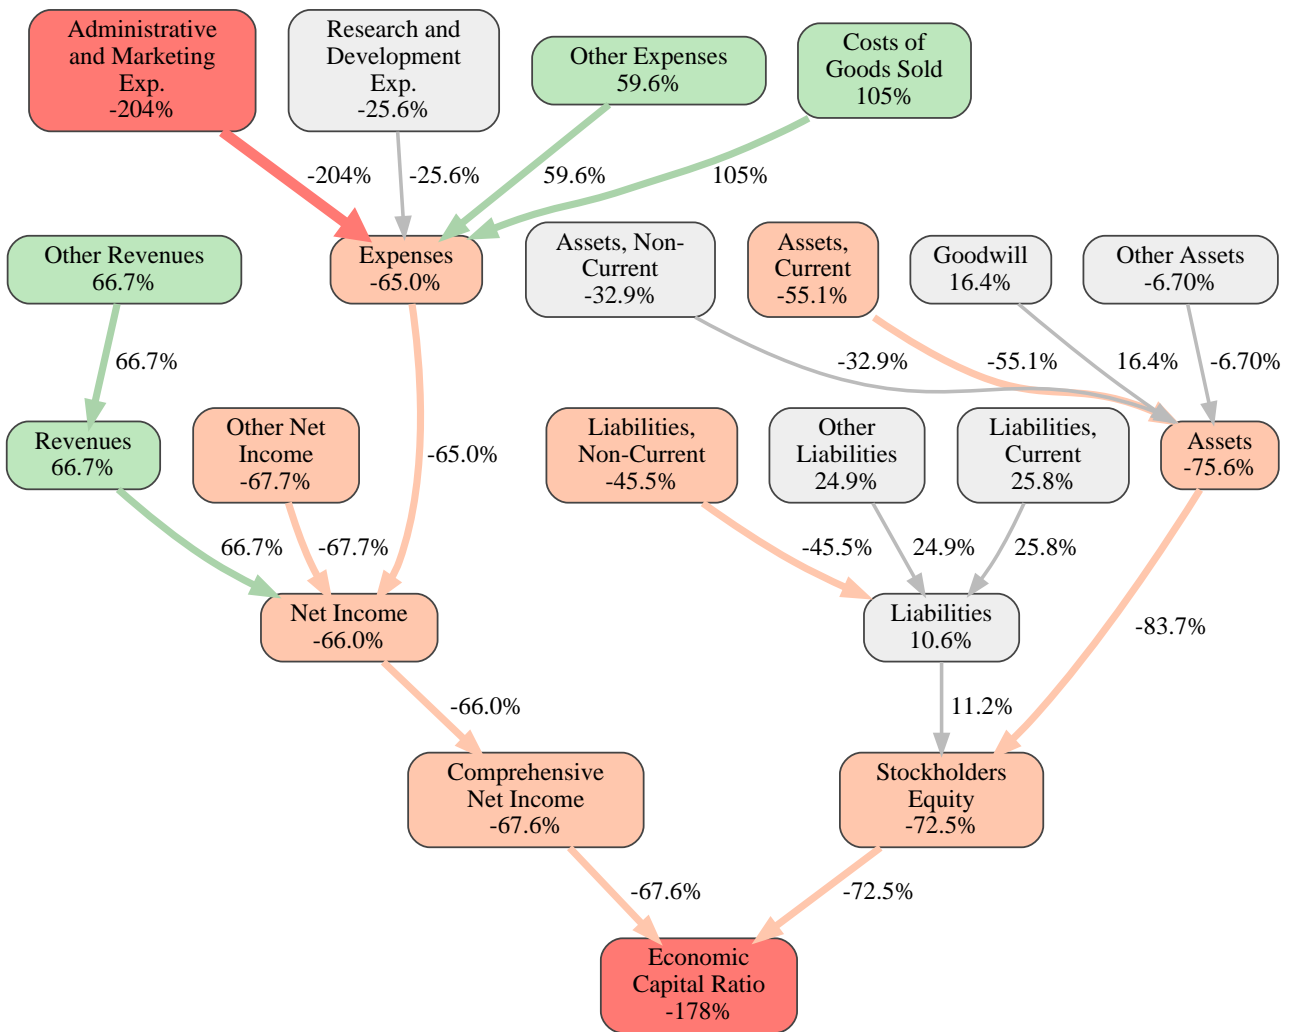 Administrative
and Marketing
Exp.
-204%
Research and
Development
Exp.
-25.6%
Other Expenses
59.6%
Costs of
Goods Sold
105%
-204%
-25.6%
59.6%
105%
Other Revenues
66.7%
Expenses
-65.0%
Assets, Non-
Current
-32.9%
Assets,
Current
-55.1%
Goodwill
16.4%
Other Assets
-6.70%
66.7%
-32.9%
-55.1%
16.4%
-6.70%
Revenues
66.7%
Other Net
Income
-67.7%
-65.0%
Liabilities,
Non-Current
-45.5%
Other
Liabilities
24.9%
Liabilities,
Current
25.8%
Assets
-75.6%
66.7%
-67.7%
-45.5%
24.9%
25.8%
Net Income
-66.0%
Liabilities
10.6%
-83.7%
-66.0%
11.2%
Comprehensive
Net Income
-67.6%
Stockholders
Equity
-72.5%
-67.6%
-72.5%
Economic
Capital Ratio
-178%